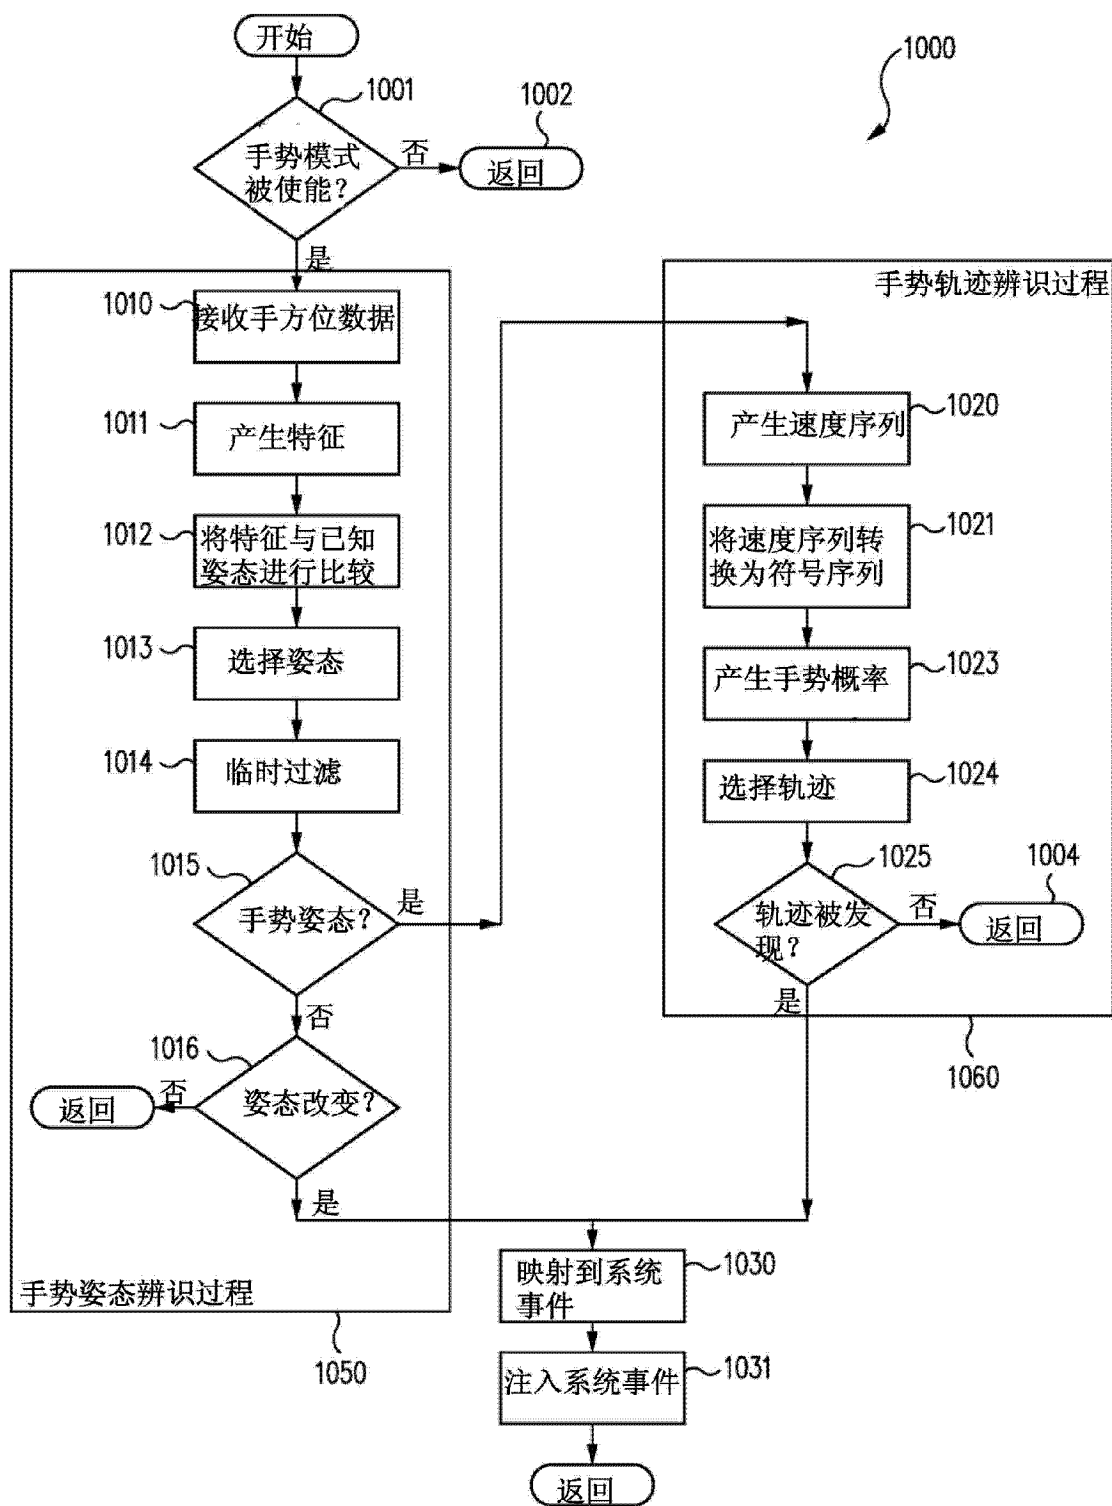 开始
1000
1001
1002
手势模式
被使能？
否
返回
是
手势轨迹辨识过程
1010
接收手方位数据
1011
产生特征
1012
将特征与已知
姿态进行比较
1013
选择姿态
1014
临时过滤
1015
手势姿态？
是
否
1016
姿态改变？
否
返回
是
手势姿态辨识过程
1050
1020
产生速度序列
1021
将速度序列转
换为符号序列
1023
产生手势概率
1024
选择轨迹
1025
轨迹被发
现？
否
1004
返回
是
1060
1030
映射到系统
事件
1031
注入系统事件
返回